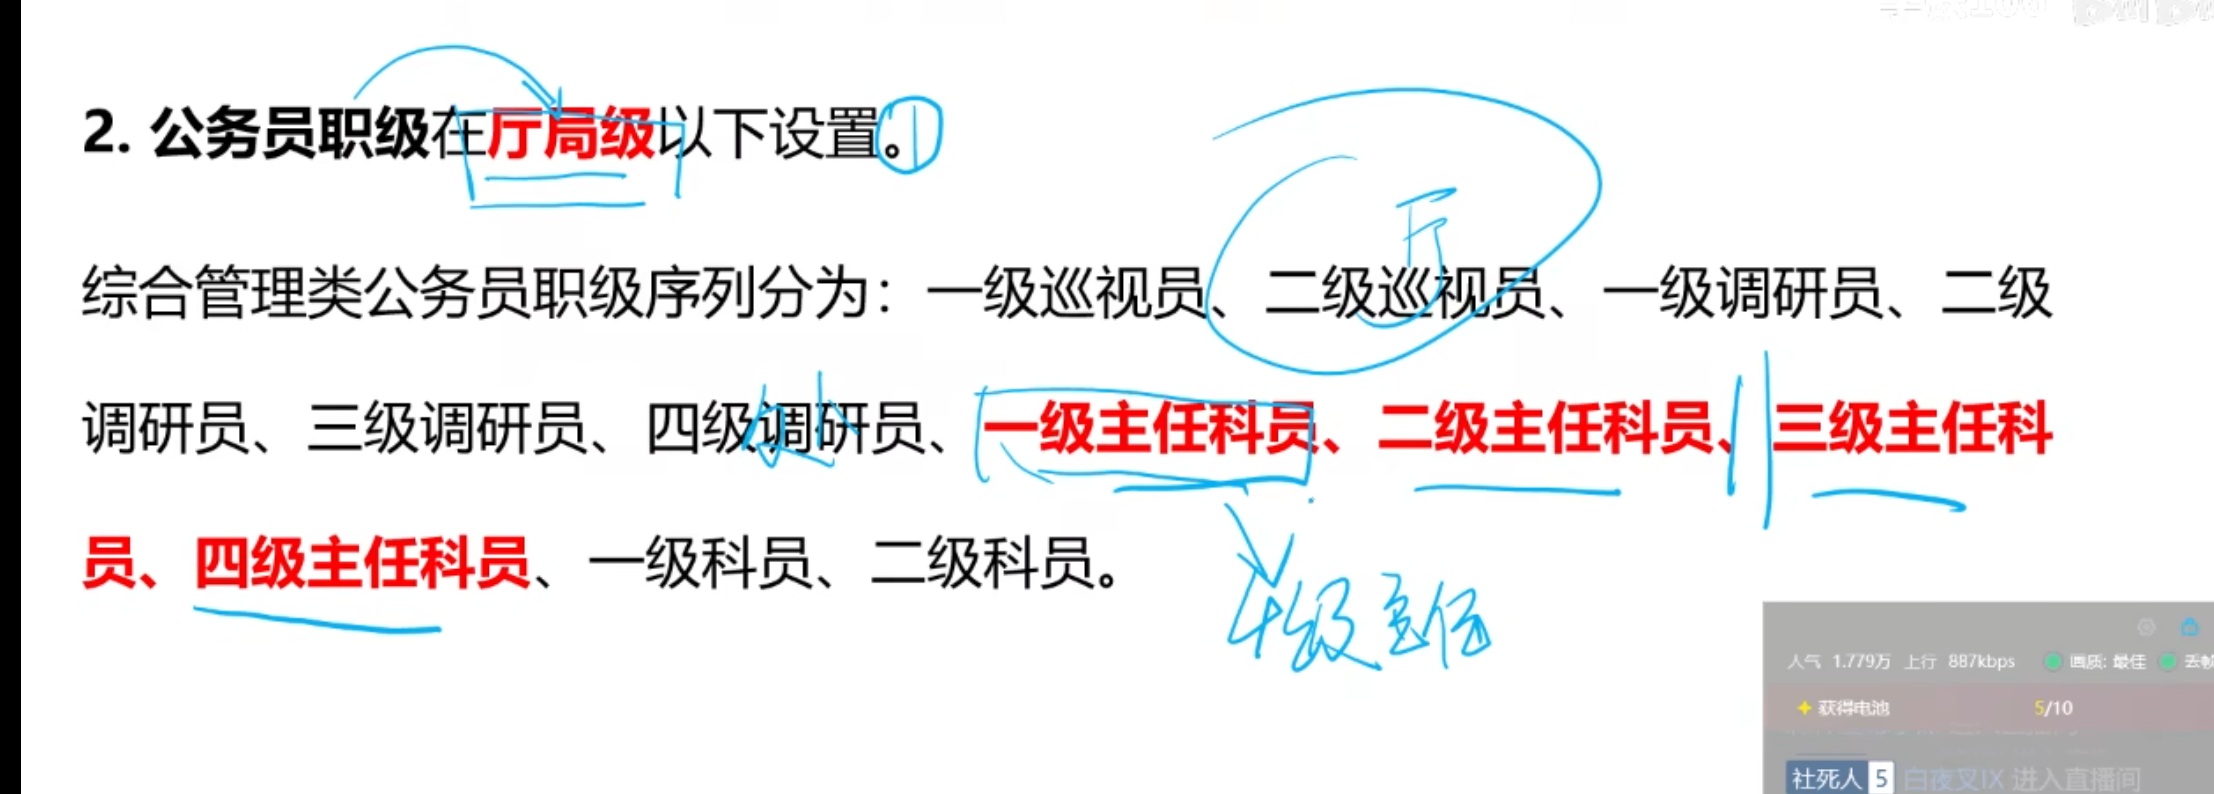 2. 公务员职级在厅局级以下设置。
厅
综合管理类公务员职级序列分为：一级巡视员、二级巡视员、一级调研员、二级
调研员、三级调研员、四级调研员、一级主任科员、二级主任科员、三级主任科
处
员、四级主任科员、一级科员、二级科员。
级主任
人气 1.779万 上行 887kbps 画质: 最佳 丢帧
获得电池 5/10
社死人 5 白夜叉IX 进入直播间